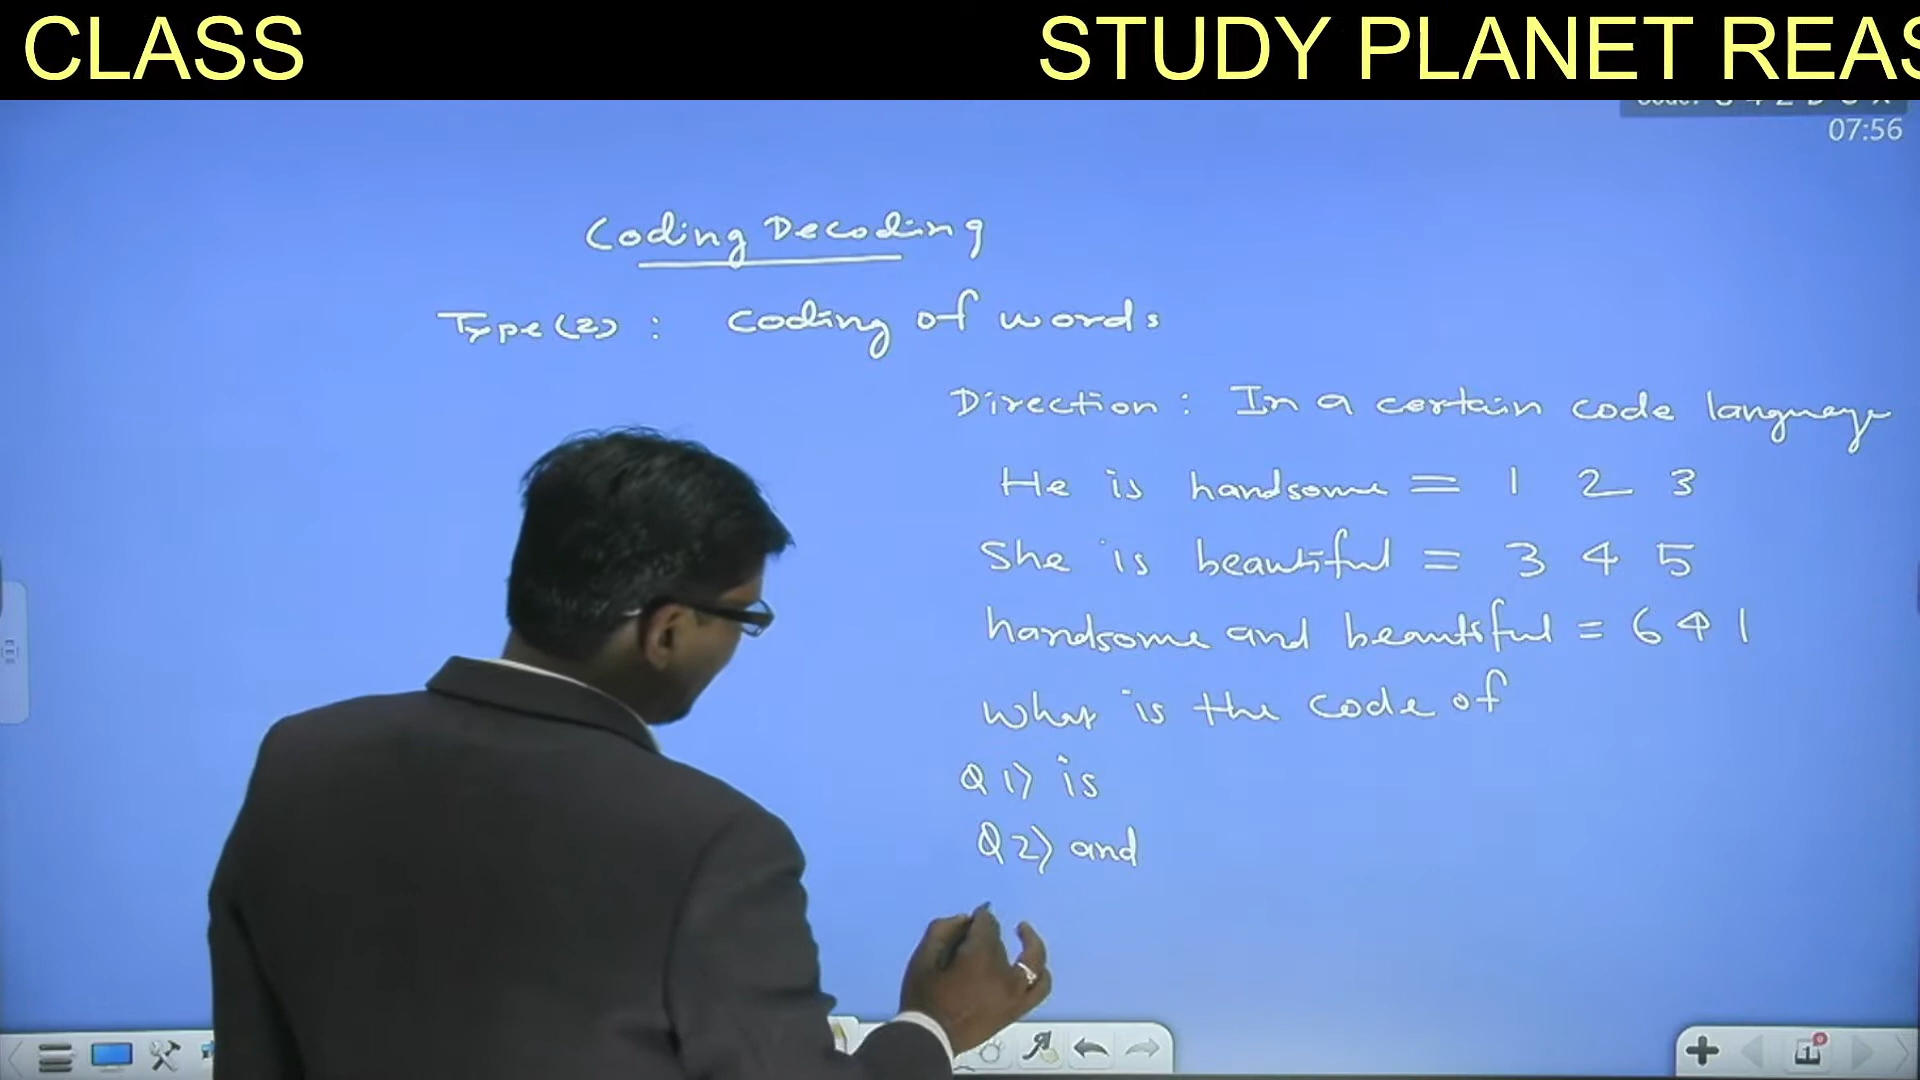 CLASS STUDY PLANET REAS
07:56
Coding Decoding
Type (2) : Coding of words
Direction : In a certain code language
He is handsome = 1 2 3
She is beautiful = 3 4 5
handsome and beautiful = 6 4 1
What is the code of
Q 1) is
Q 2) and